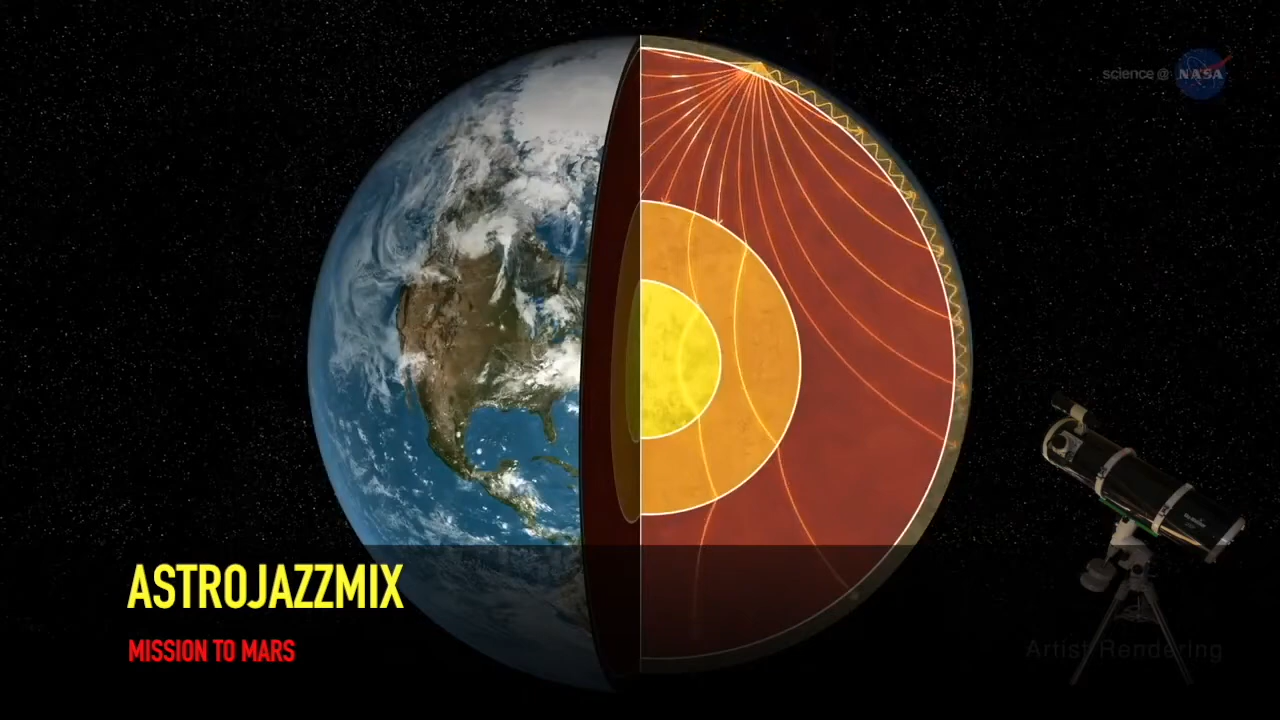 science @ NASA
ASTROJAZZMIX
MISSION TO MARS
Artist Rendering